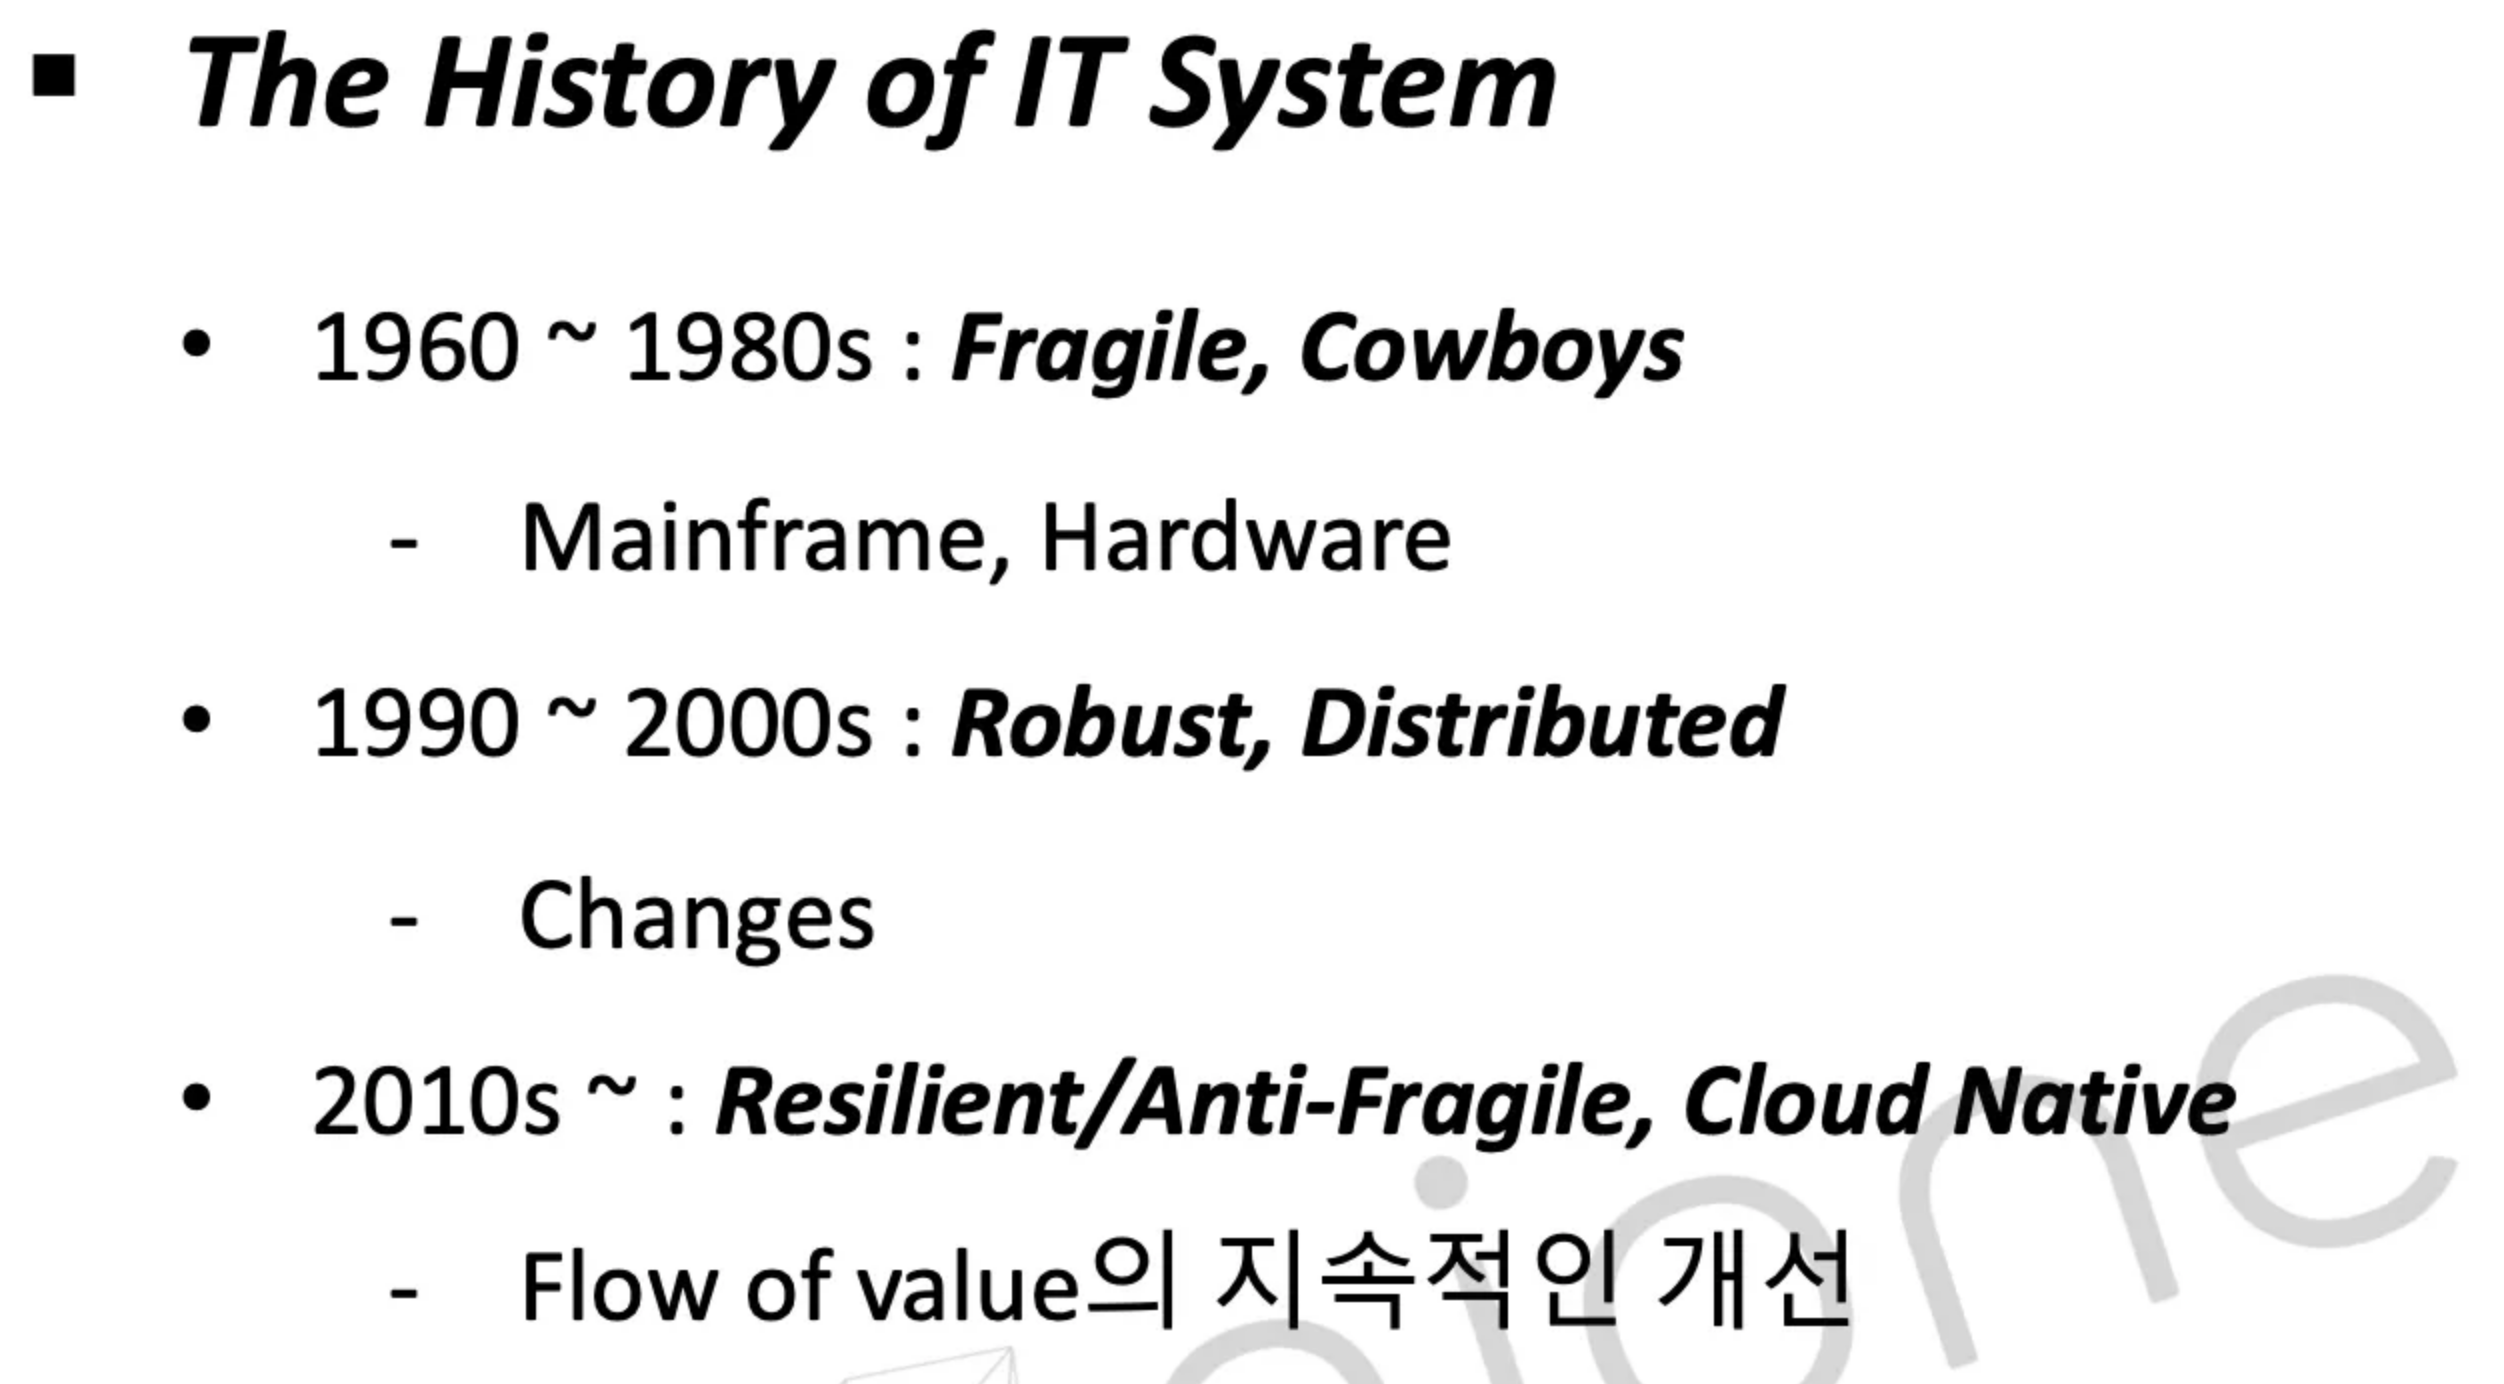 ▪ The History of IT System
• 1960 ~ 1980s : Fragile, Cowboys
- Mainframe, Hardware
• 1990 ~ 2000s : Robust, Distributed
- Changes
• 2010s ~ : Resilient/Anti-Fragile, Cloud Native
- Flow of value의 지속적인 개선